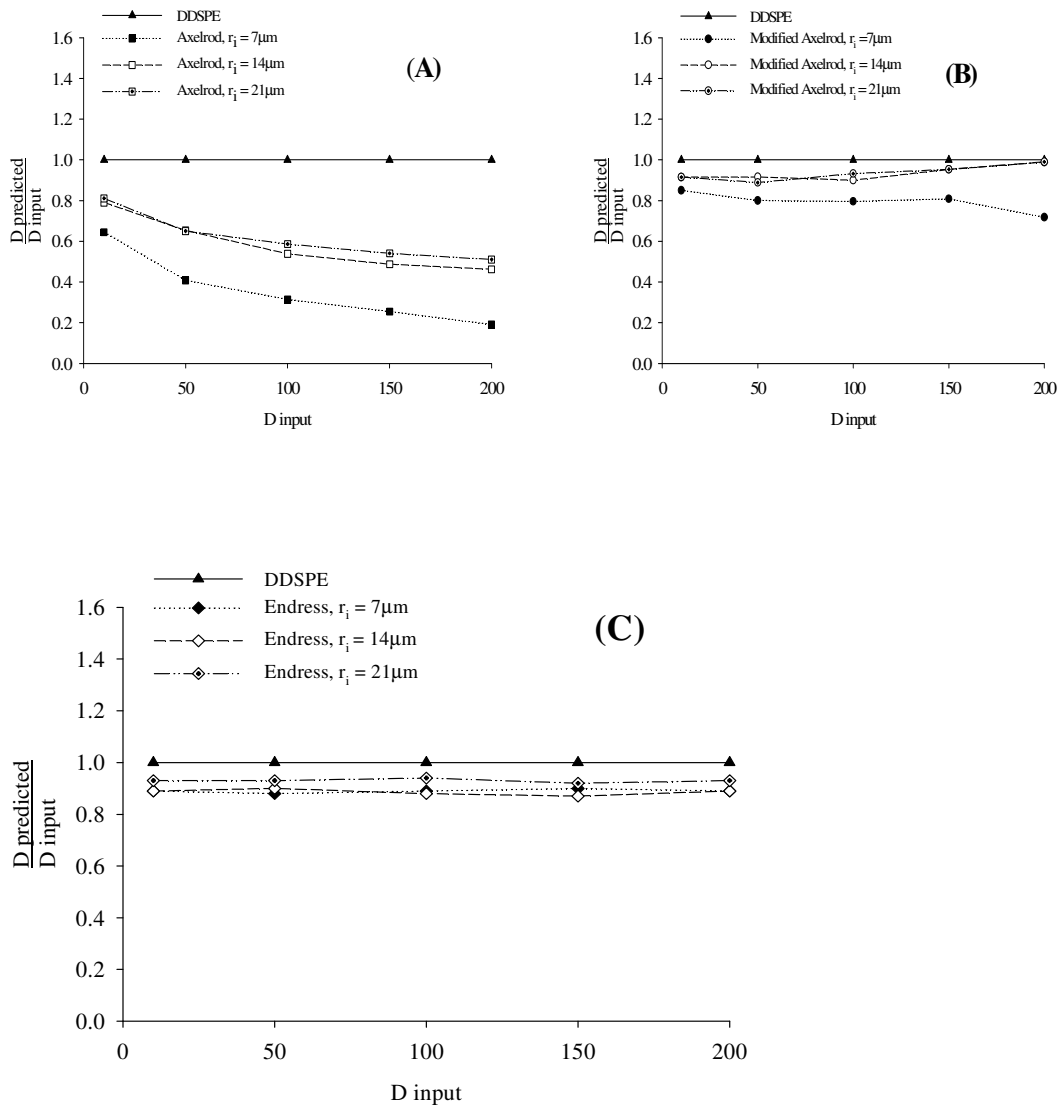 DDSPE
Axelrod, ri = 7μm
Axelrod, ri = 14μm
Axelrod, ri = 21μm
(A)
1.6
1.4
1.2
1.0
0.8
0.6
0.4
0.2
0.0
D predicted
D input
0
50
100
150
200
D input
DDSPE
Modified Axelrod, ri =7μm
Modified Axelrod, ri = 14μm
Modified Axelrod, ri = 21μm
(B)
1.6
1.4
1.2
1.0
0.8
0.6
0.4
0.2
0.0
D predicted
D input
0
50
100
150
200
D input
DDSPE
Endress, ri = 7μm
Endress, ri = 14μm
Endress, ri = 21μm
(C)
1.6
1.4
1.2
1.0
0.8
0.6
0.4
0.2
0.0
D predicted
D input
0
50
100
150
200
D input